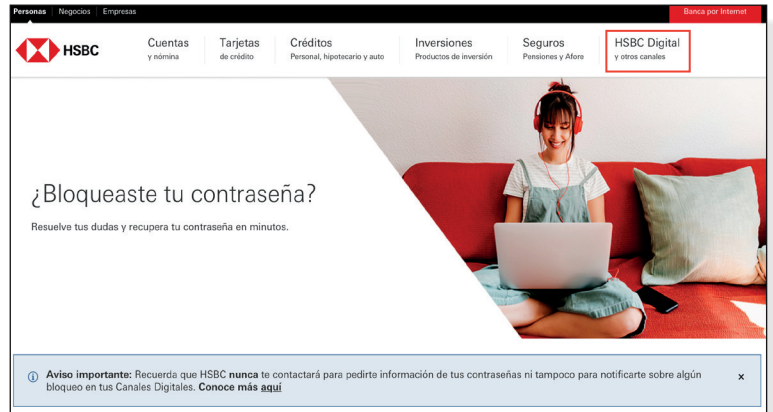 Personas | Negocios | Empresas
Banca por Internet
HSBC
Cuentas
y nómina
Tarjetas
de crédito
Créditos
Personal, hipotecario y auto
Inversiones
Productos de inversión
Seguros
Pensiones y Afore
HSBC Digital
y otros canales
¿Bloqueaste tu contraseña?
Resuelve tus dudas y recupera tu contraseña en minutos.
Aviso importante: Recuerda que HSBC nunca te contactará para pedirte información de tus contraseñas ni tampoco para notificarte sobre algún
bloqueo en tus Canales Digitales. Conoce más aquí